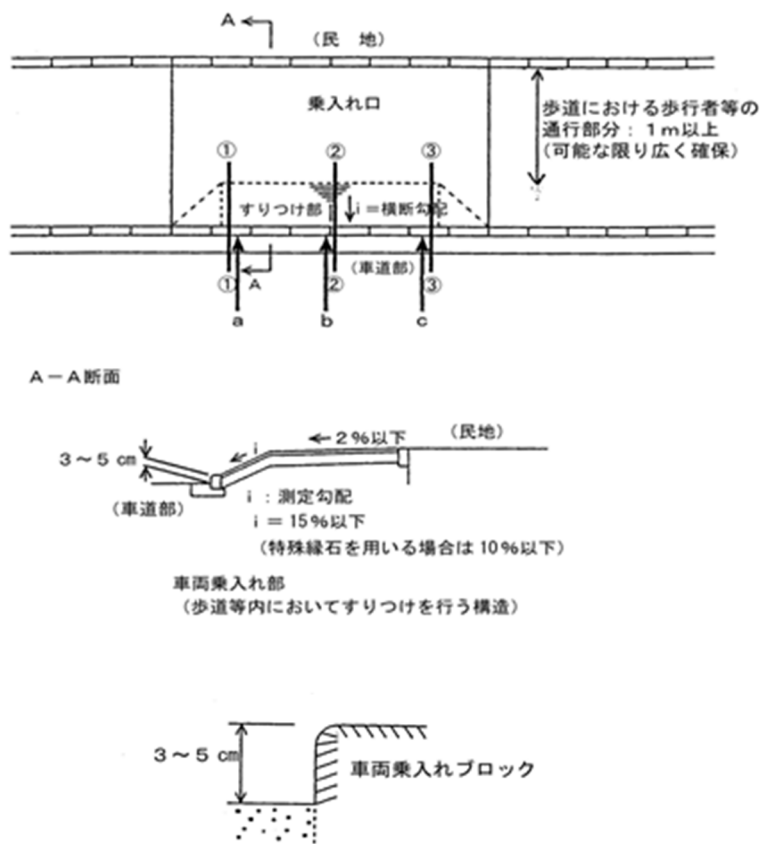 A
(民 地)
乗入れ口
歩道における歩行者等の
通行部分:1m以上
(可能な限り広く確保)
① ② ③
すりつけ部 i=横断勾配
① A ② (車道部) ③
a b c
A-A断面
3~5cm
i
2%以下
(民地)
(車道部)
i:測定勾配
i=15%以下
(特殊縁石を用いる場合は10%以下)
車両乗入れ部
(歩道等内においてすりつけを行う構造)
3~5cm
車両乗入れブロック